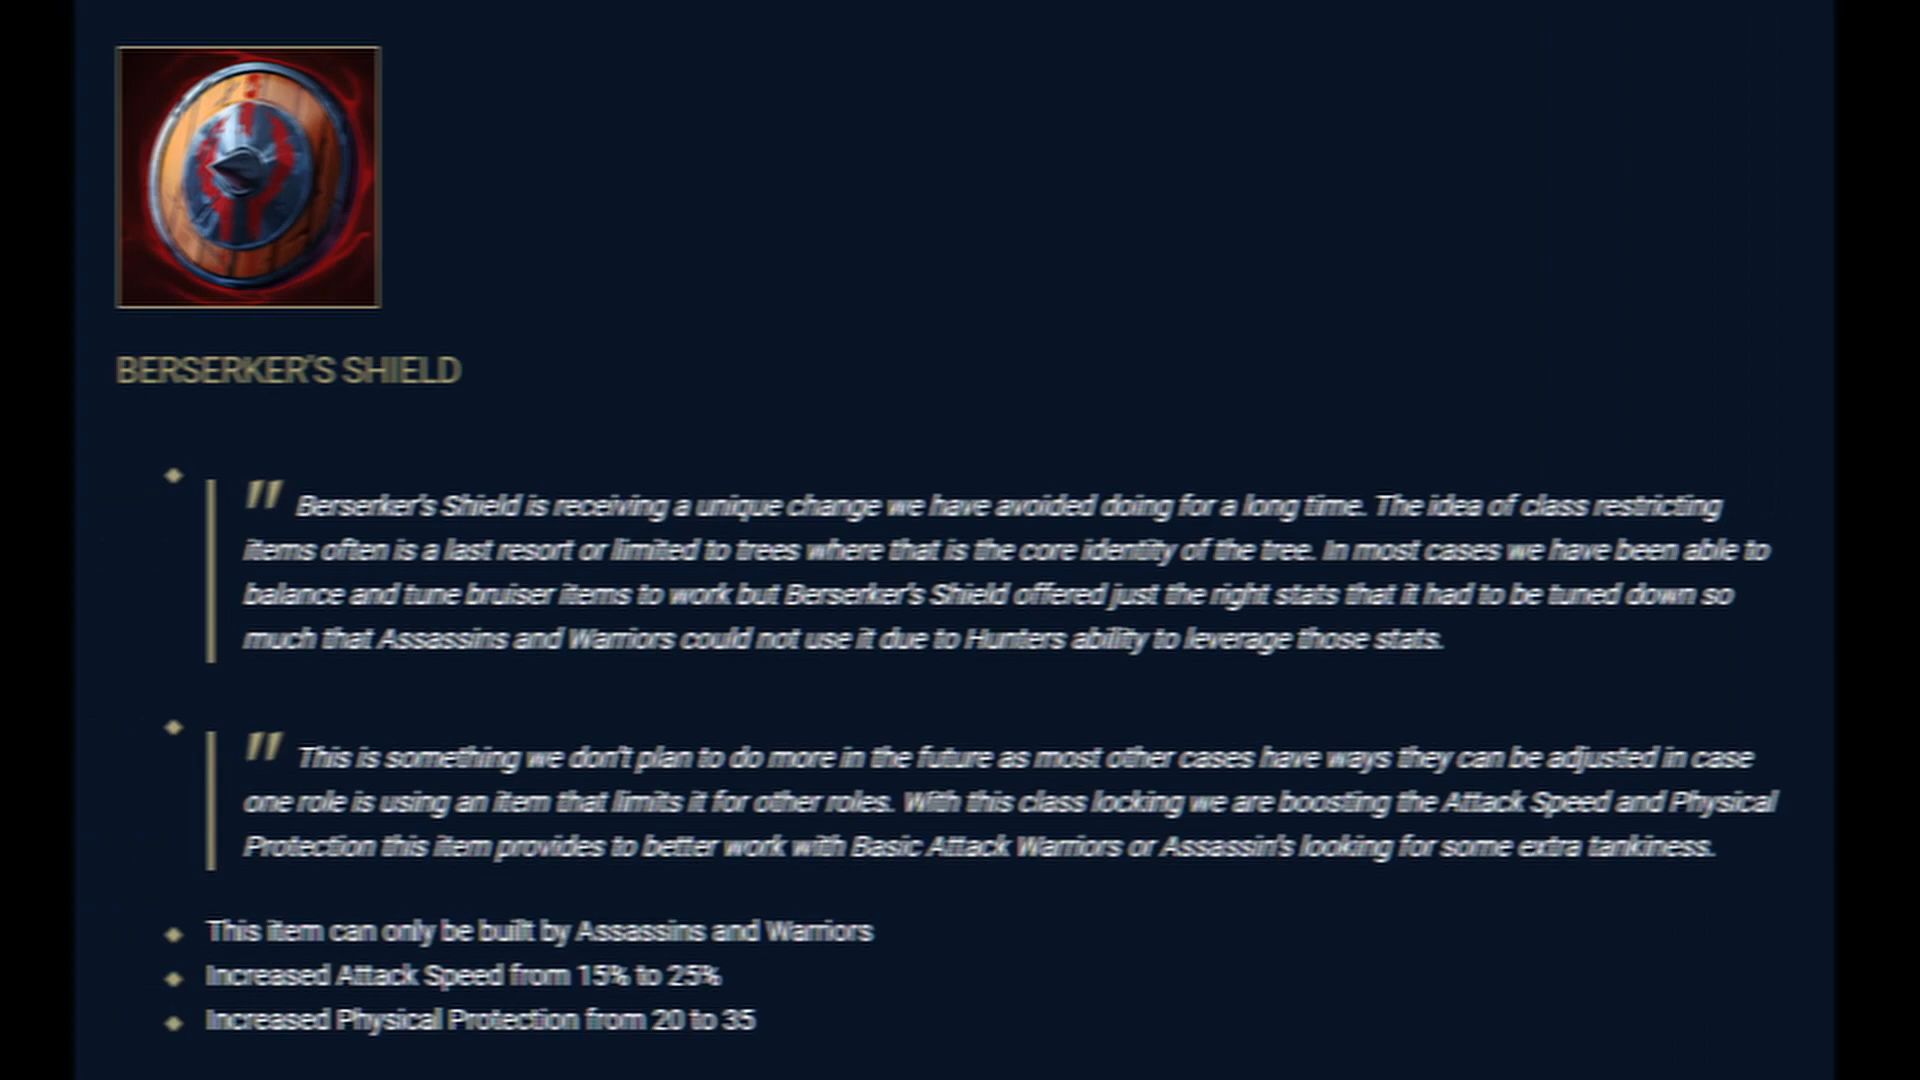 BERSERKER'S SHIELD
" Berserker's Shield is receiving a unique change we have avoided doing for a long time. The idea of class restricting
items often is a last resort or limited to trees where that is the core identity of the tree. In most cases we have been able to
balance and tune bruiser items to work but Berserker's Shield offered just the right stats that it had to be tuned down so
much that Assassins and Warriors could not use it due to Hunters ability to leverage those stats.
" This is something we don't plan to do more in the future as most other cases have ways they can be adjusted in case
one role is using an item that limits it for other roles. With this class locking we are boosting the Attack Speed and Physical
Protection this item provides to better work with Basic Attack Warriors or Assassin's looking for some extra tankiness.
This item can only be built by Assassins and Warriors
Increased Attack Speed from 15% to 25%
Increased Physical Protection from 20 to 35